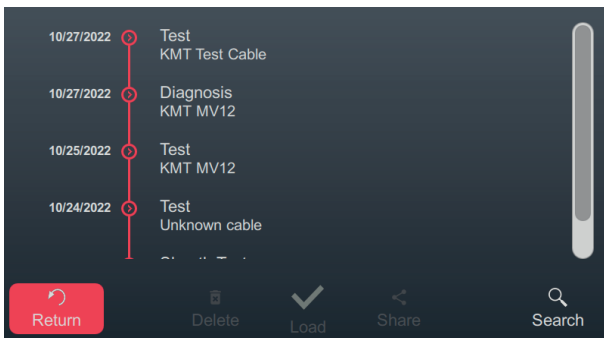 10/27/2022 Test
KMT Test Cable
10/27/2022 Diagnosis
KMT MV12
10/25/2022 Test
KMT MV12
10/24/2022 Test
Unknown cable
Return
Delete
Load
Share
Search